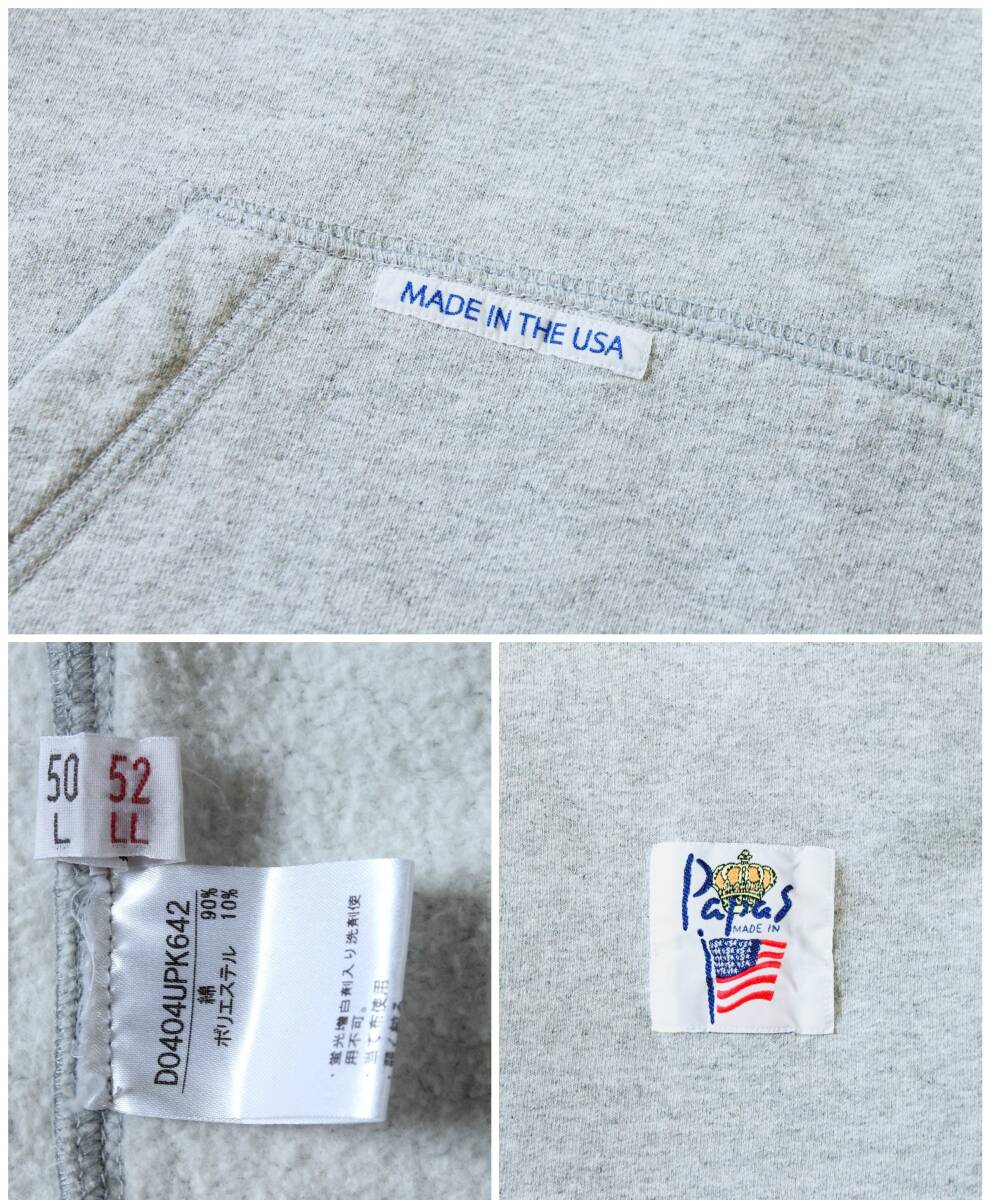 MADE IN THE USA
50
L
52
LL
D0404UPK642
綿 90%
ポリエステル 10%
・蛍光増白剤入り洗剤使
用不可。
・当て布使用
Papas
MADE IN